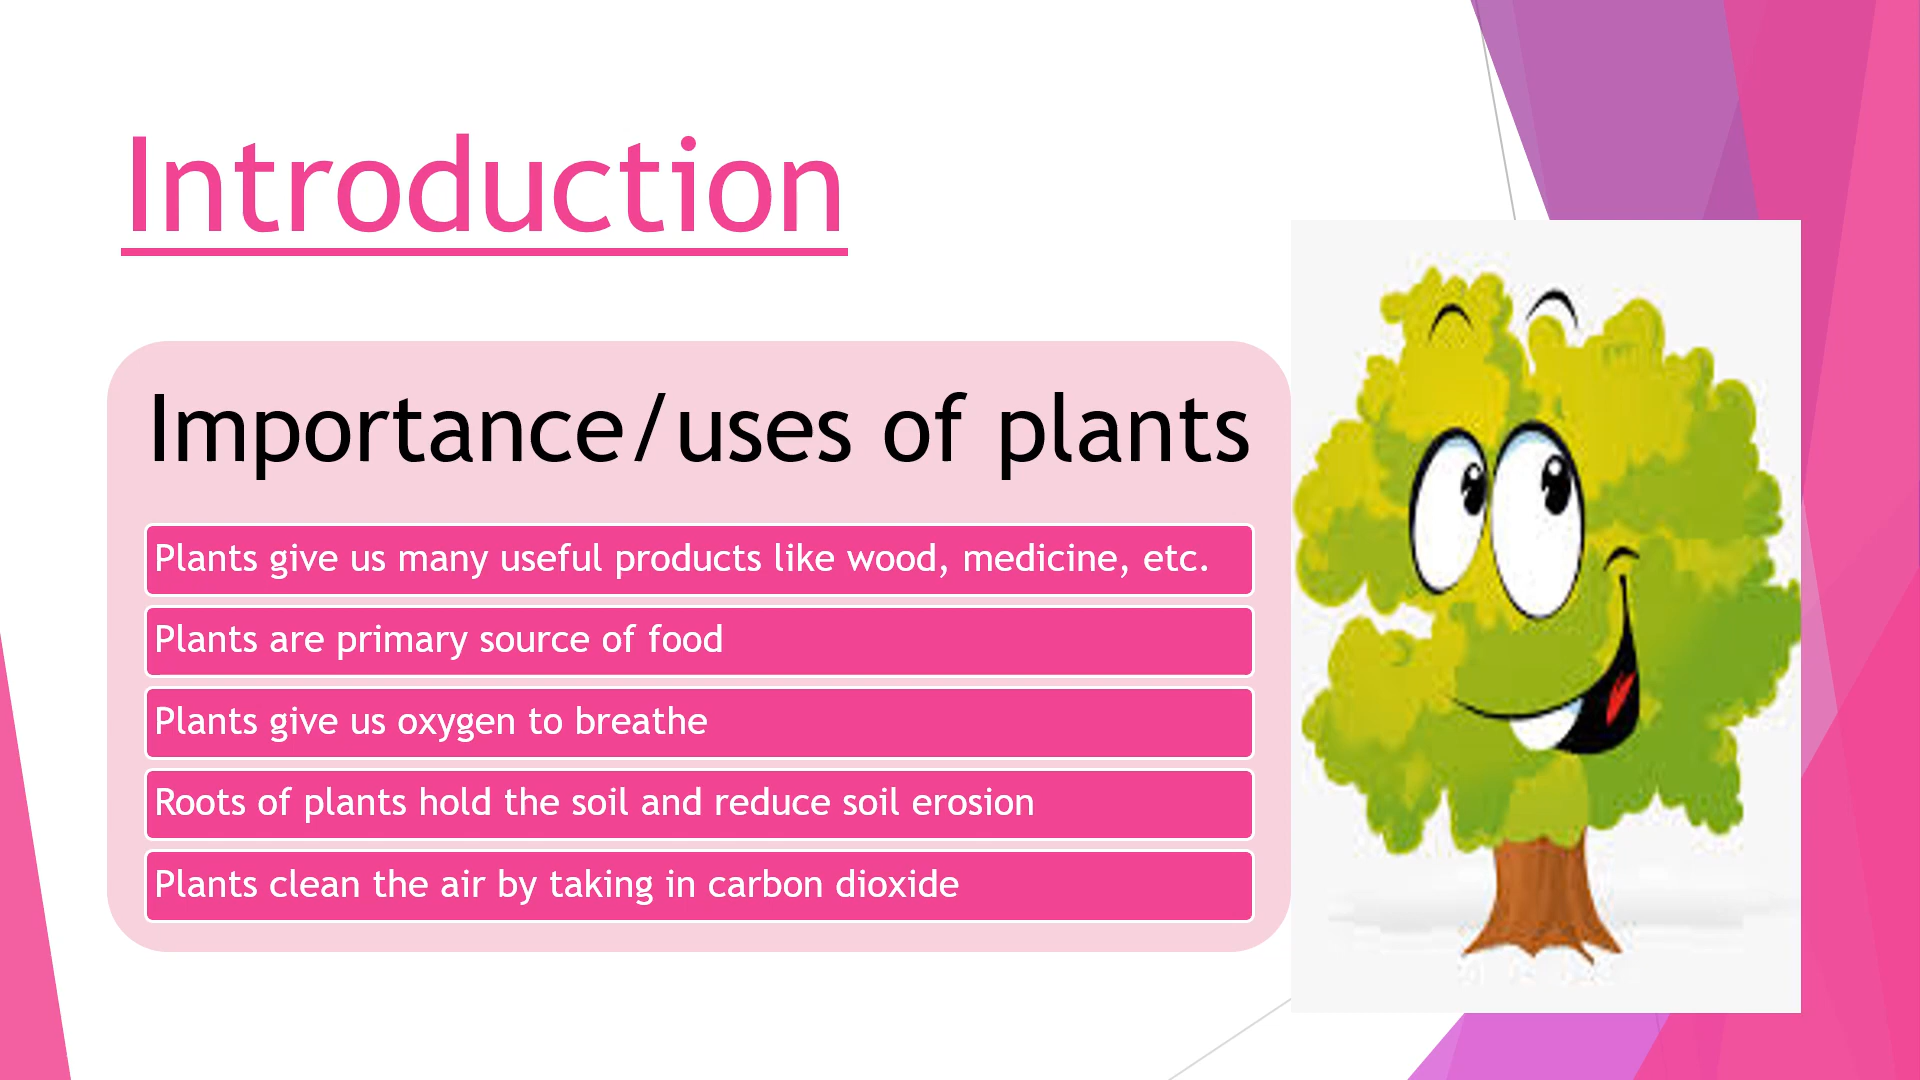 Introduction
Importance/uses of plants
Plants give us many useful products like wood, medicine, etc.
Plants are primary source of food
Plants give us oxygen to breathe
Roots of plants hold the soil and reduce soil erosion
Plants clean the air by taking in carbon dioxide